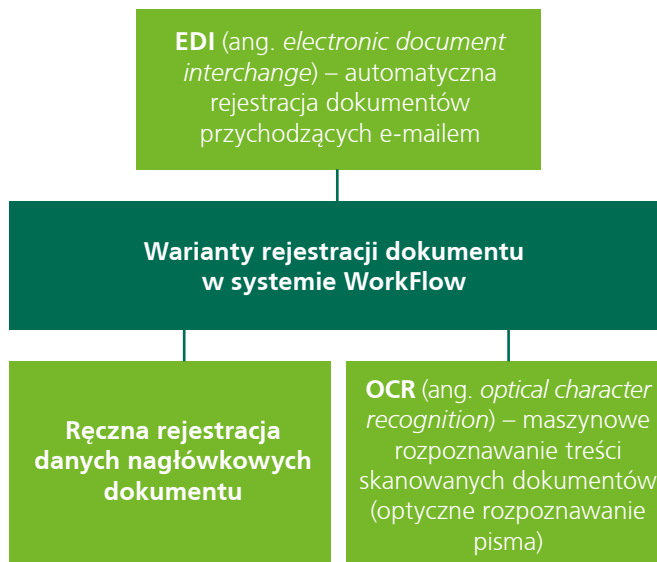 EDI (ang. electronic document
interchange) – automatyczna
rejestracja dokumentów
przychodzących e-mailem
Warianty rejestracji dokumentu
w systemie WorkFlow
Ręczna rejestracja
danych nagłówkowych
dokumentu
OCR (ang. optical character
recognition) – maszynowe
rozpoznawanie treści
skanowanych dokumentów
(optyczne rozpoznawanie
pisma)